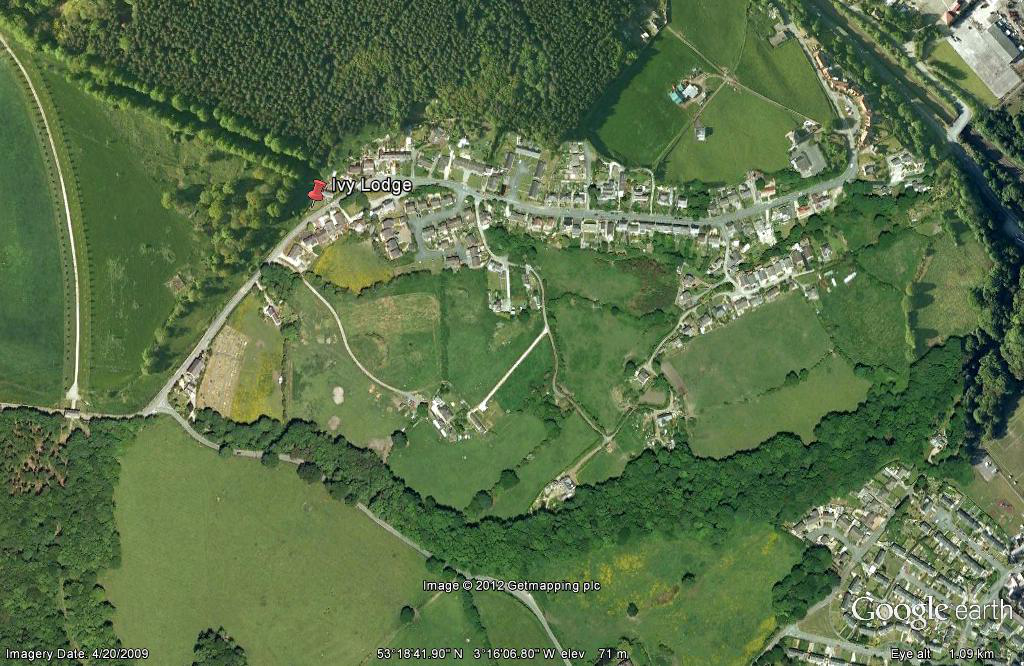 Ivy Lodge
Image © 2012 Getmapping plc
Google earth
Imagery Date: 4/20/2009 53°18'41.90" N 3°16'06.80" W elev 71 m Eye alt 1.09 km